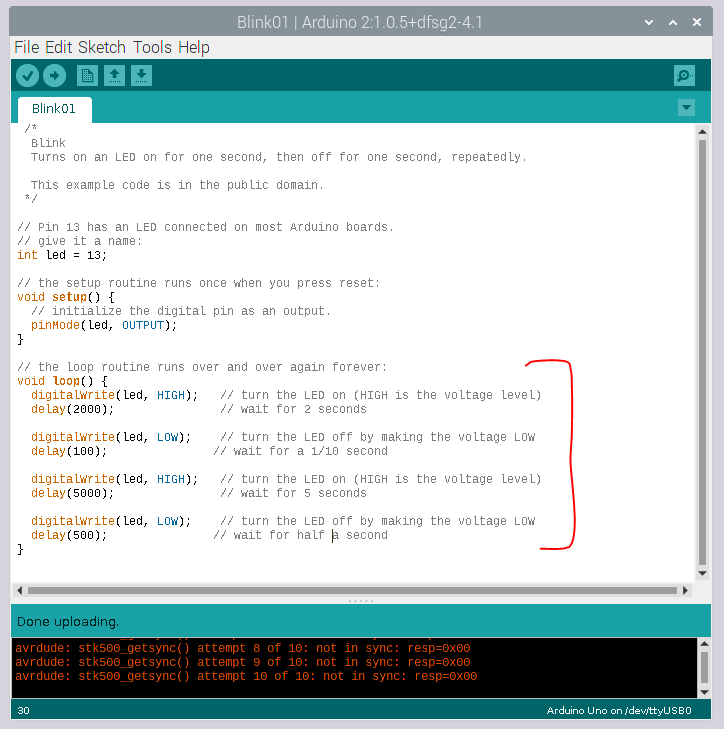 Blink01 | Arduino 2:1.0.5+dfsg2-4.1
File Edit Sketch Tools Help
Blink01
/*
Blink
Turns on an LED on for one second, then off for one second, repeatedly.
This example code is in the public domain.
*/
// Pin 13 has an LED connected on most Arduino boards.
// give it a name:
int led = 13;
// the setup routine runs once when you press reset:
void setup() {
// initialize the digital pin as an output.
pinMode(led, OUTPUT);
}
// the loop routine runs over and over again forever:
void loop() {
digitalWrite(led, HIGH); // turn the LED on (HIGH is the voltage level)
delay(2000); // wait for 2 seconds
digitalWrite(led, LOW); // turn the LED off by making the voltage LOW
delay(100); // wait for a 1/10 second
digitalWrite(led, HIGH); // turn the LED on (HIGH is the voltage level)
delay(5000); // wait for 5 seconds
digitalWrite(led, LOW); // turn the LED off by making the voltage LOW
delay(500); // wait for half a second
}
Done uploading.
avrdude: stk500_getsync() attempt 8 of 10: not in sync: resp=0x00
avrdude: stk500_getsync() attempt 9 of 10: not in sync: resp=0x00
avrdude: stk500_getsync() attempt 10 of 10: not in sync: resp=0x00
30 Arduino Uno on /dev/ttyUSB0